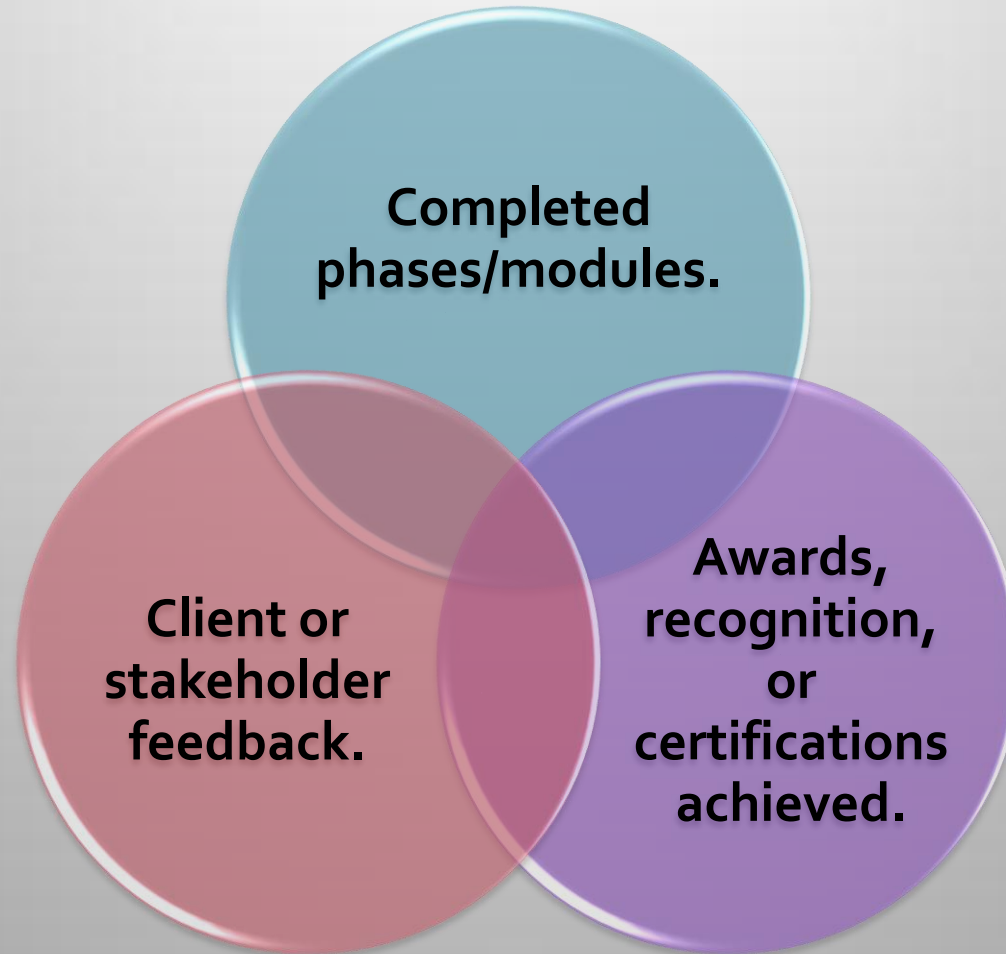 Completed
phases/modules.
Client or
stakeholder
feedback.
Awards,
recognition,
or
certifications
achieved.